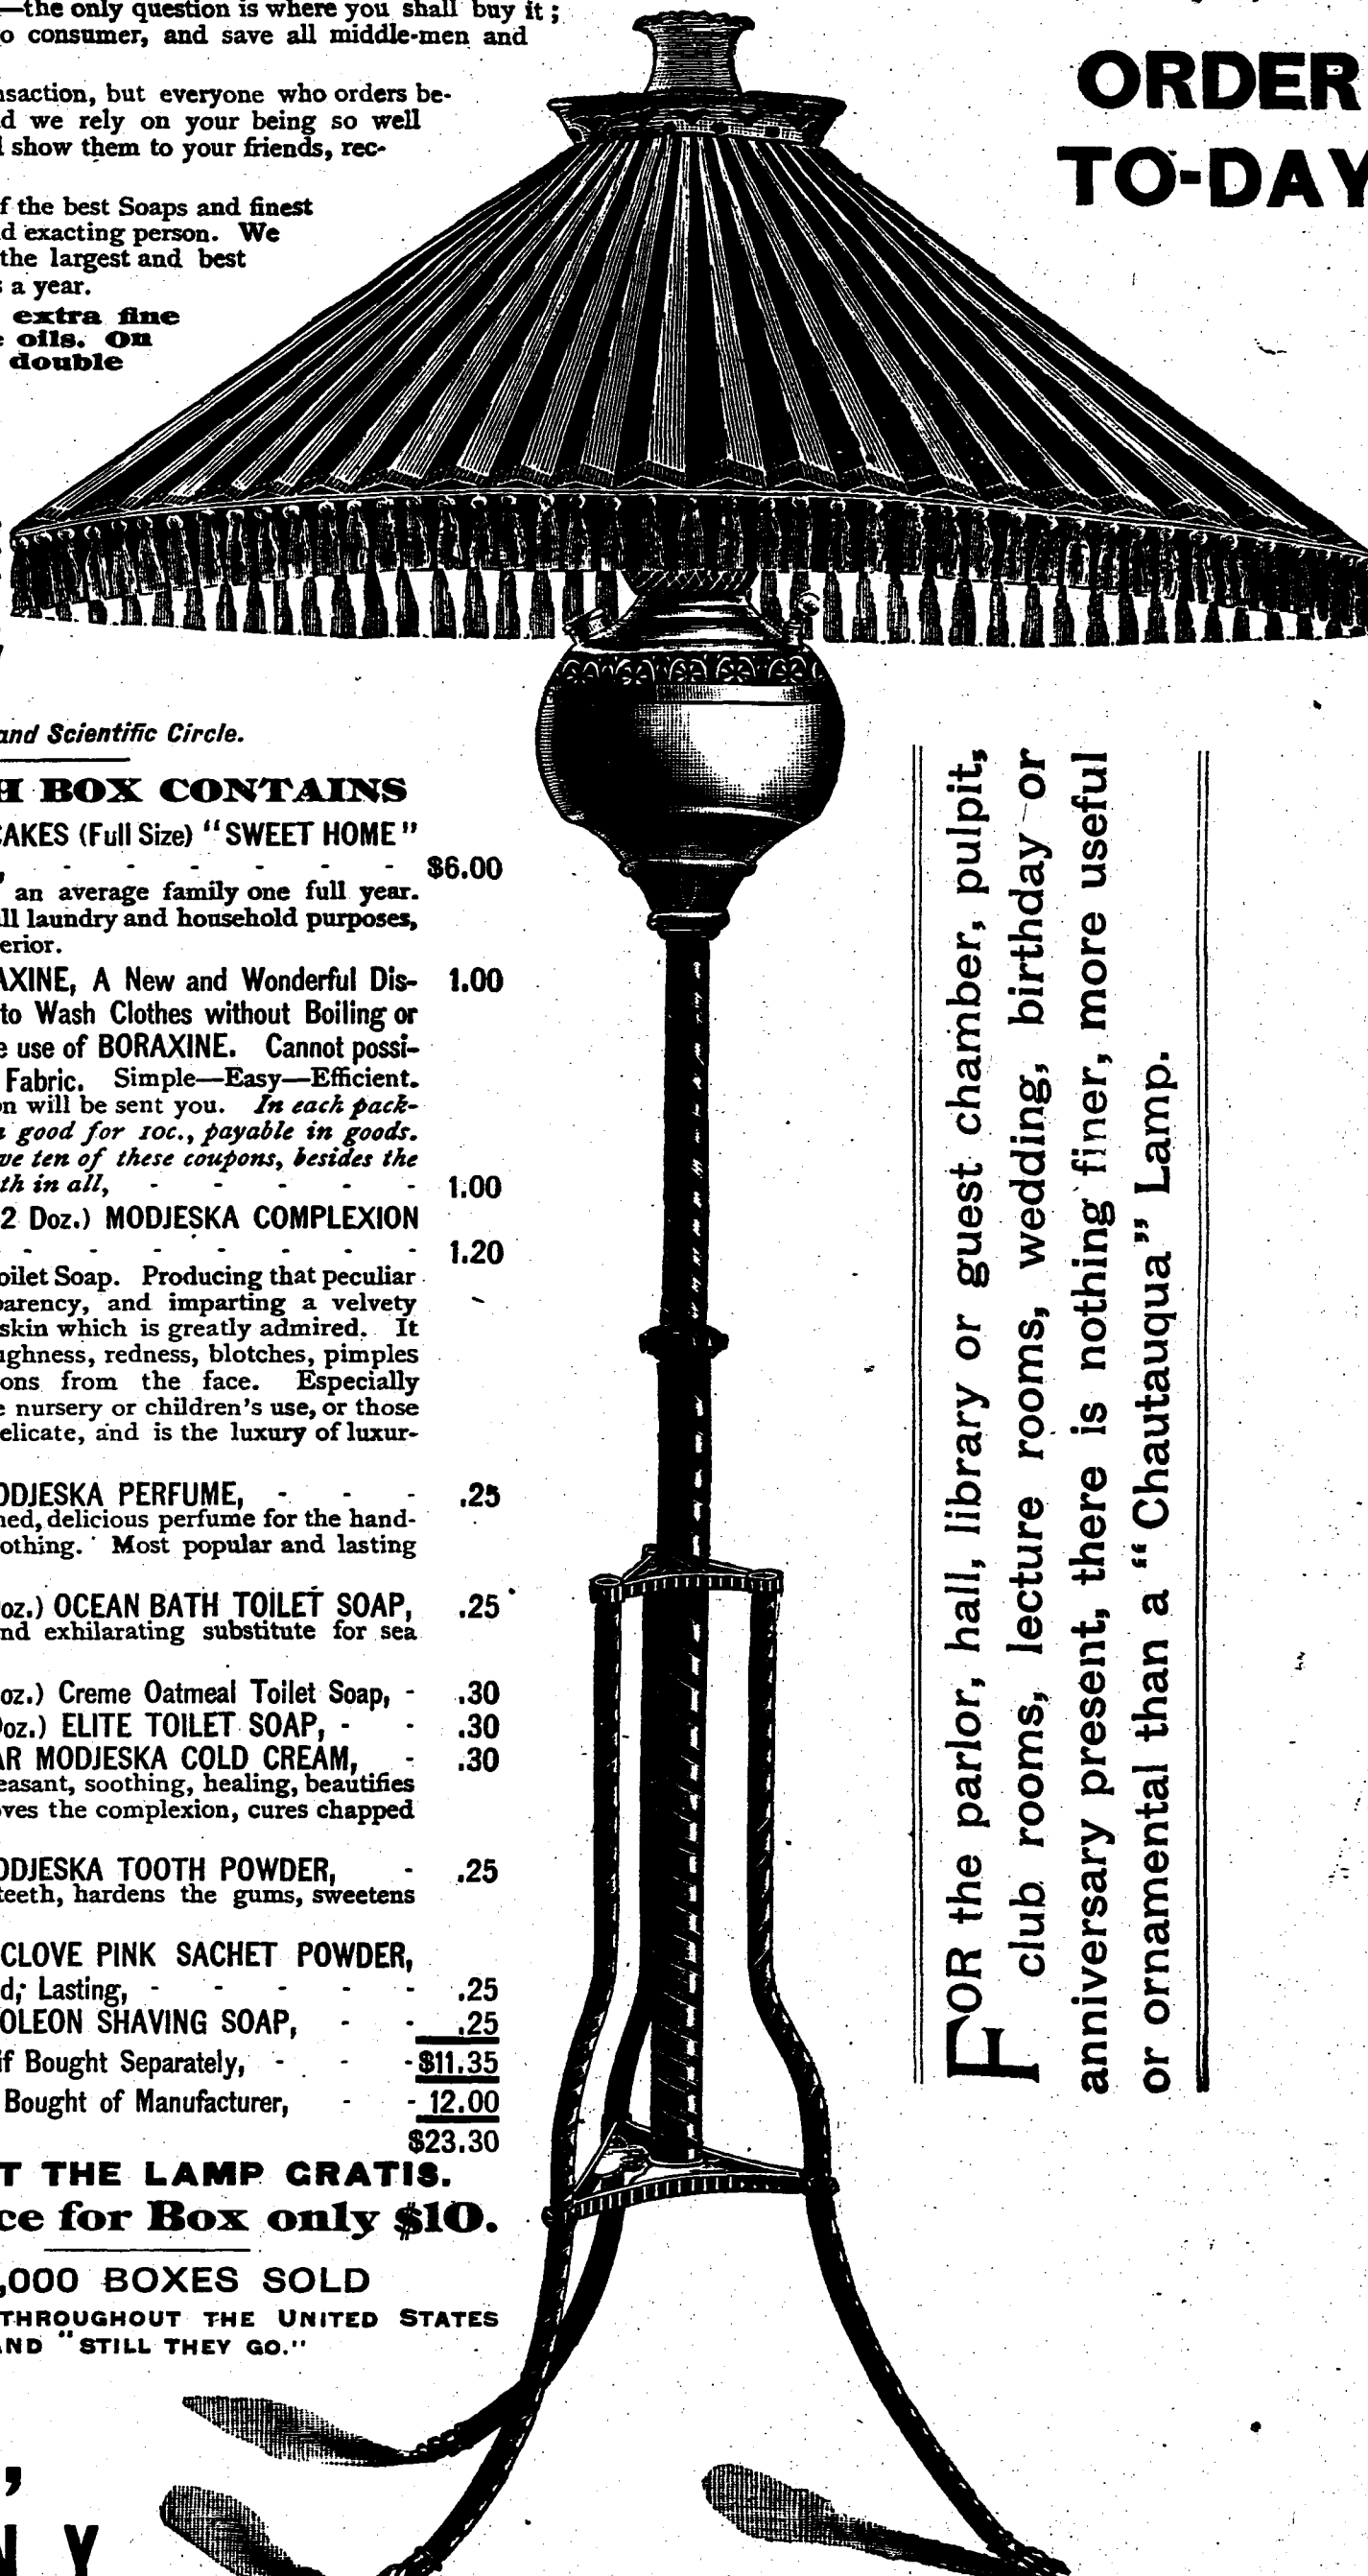 —the only question is where you shall buy it;
o consumer, and save all middle-men and
nsaction, but everyone who orders be-
d we rely on your being so well
l show them to your friends, rec-
f the best Soaps and finest
d exacting person. We
the largest and best
s a year.
extra fine
e oils. On
double
ORDER
TO-DAY
and Scientific Circle.
H BOX CONTAINS
CAKES (Full Size) "SWEET HOME"
, - - - - - - $6.00
an average family one full year.
ll laundry and household purposes,
erior.
AXINE, A New and Wonderful Dis- 1.00
to Wash Clothes without Boiling or
e use of BORAXINE. Cannot possi-
Fabric. Simple—Easy—Efficient.
on will be sent you. In each pack-
n good for 10c., payable in goods.
ve ten of these coupons, besides the
th in all, - - - - - 1.00
2 Doz.) MODJESKA COMPLEXION
- - - - - - - 1.20
oilet Soap. Producing that peculiar
parency, and imparting a velvety
skin which is greatly admired. It
ughness, redness, blotches, pimples
ons from the face. Especially
e nursery or children's use, or those
elicate, and is the luxury of luxur-
ODJESKA PERFUME, - - - .25
ned, delicious perfume for the hand-
othing. Most popular and lasting
oz.) OCEAN BATH TOILET SOAP, .25
nd exhilarating substitute for sea
oz.) Creme Oatmeal Toilet Soap, - .30
Doz.) ELITE TOILET SOAP, - - .30
AR MODJESKA COLD CREAM, - .30
easant, soothing, healing, beautifies
oves the complexion, cures chapped
ODJESKA TOOTH POWDER, - .25
teeth, hardens the gums, sweetens
CLOVE PINK SACHET POWDER,
d; Lasting, - - - - - .25
OLEON SHAVING SOAP, - - .25
if Bought Separately, - - - $11.35
Bought of Manufacturer, - - 12.00
$23.30
T THE LAMP GRATIS.
ce for Box only $10.
,000 BOXES SOLD
THROUGHOUT THE UNITED STATES
AND "STILL THEY GO."
,
N Y
FOR the parlor, hall, library or guest chamber, pulpit,
club rooms, lecture rooms, wedding, birthday or
anniversary present, there is nothing finer, more useful
or ornamental than a "Chautauqua" Lamp.